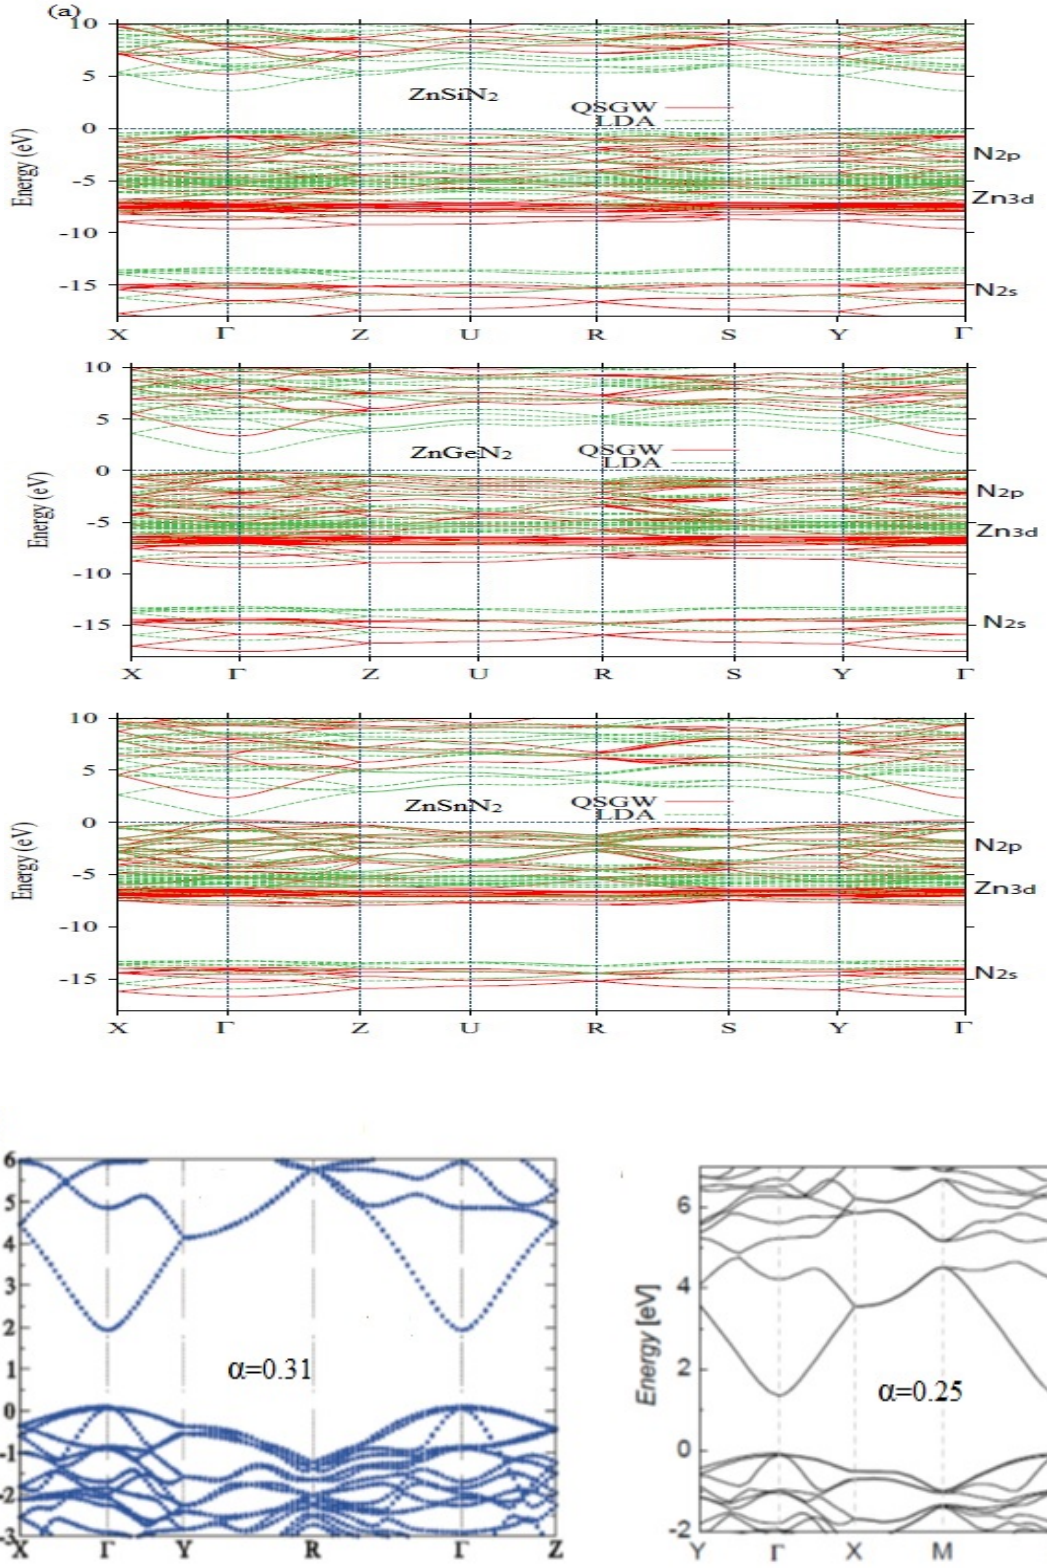 (a)
10
5
0
-5
-10
-15
Energy (eV)
ZnSiN2
QSGW
LDA
N2p
Zn3d
N2s
X Γ Z U R S Y Γ
10
5
0
-5
-10
-15
Energy (eV)
ZnGeN2
QSGW
LDA
N2p
Zn3d
N2s
X Γ Z U R S Y Γ
10
5
0
-5
-10
-15
Energy (eV)
ZnSnN2
QSGW
LDA
N2p
Zn3d
N2s
X Γ Z U R S Y Γ
6
5
4
3
2
1
0
-1
-2
-3
α=0.31
X Γ Y R Γ Z
Energy [eV]
6
4
2
0
-2
α=0.25
Y Γ X M